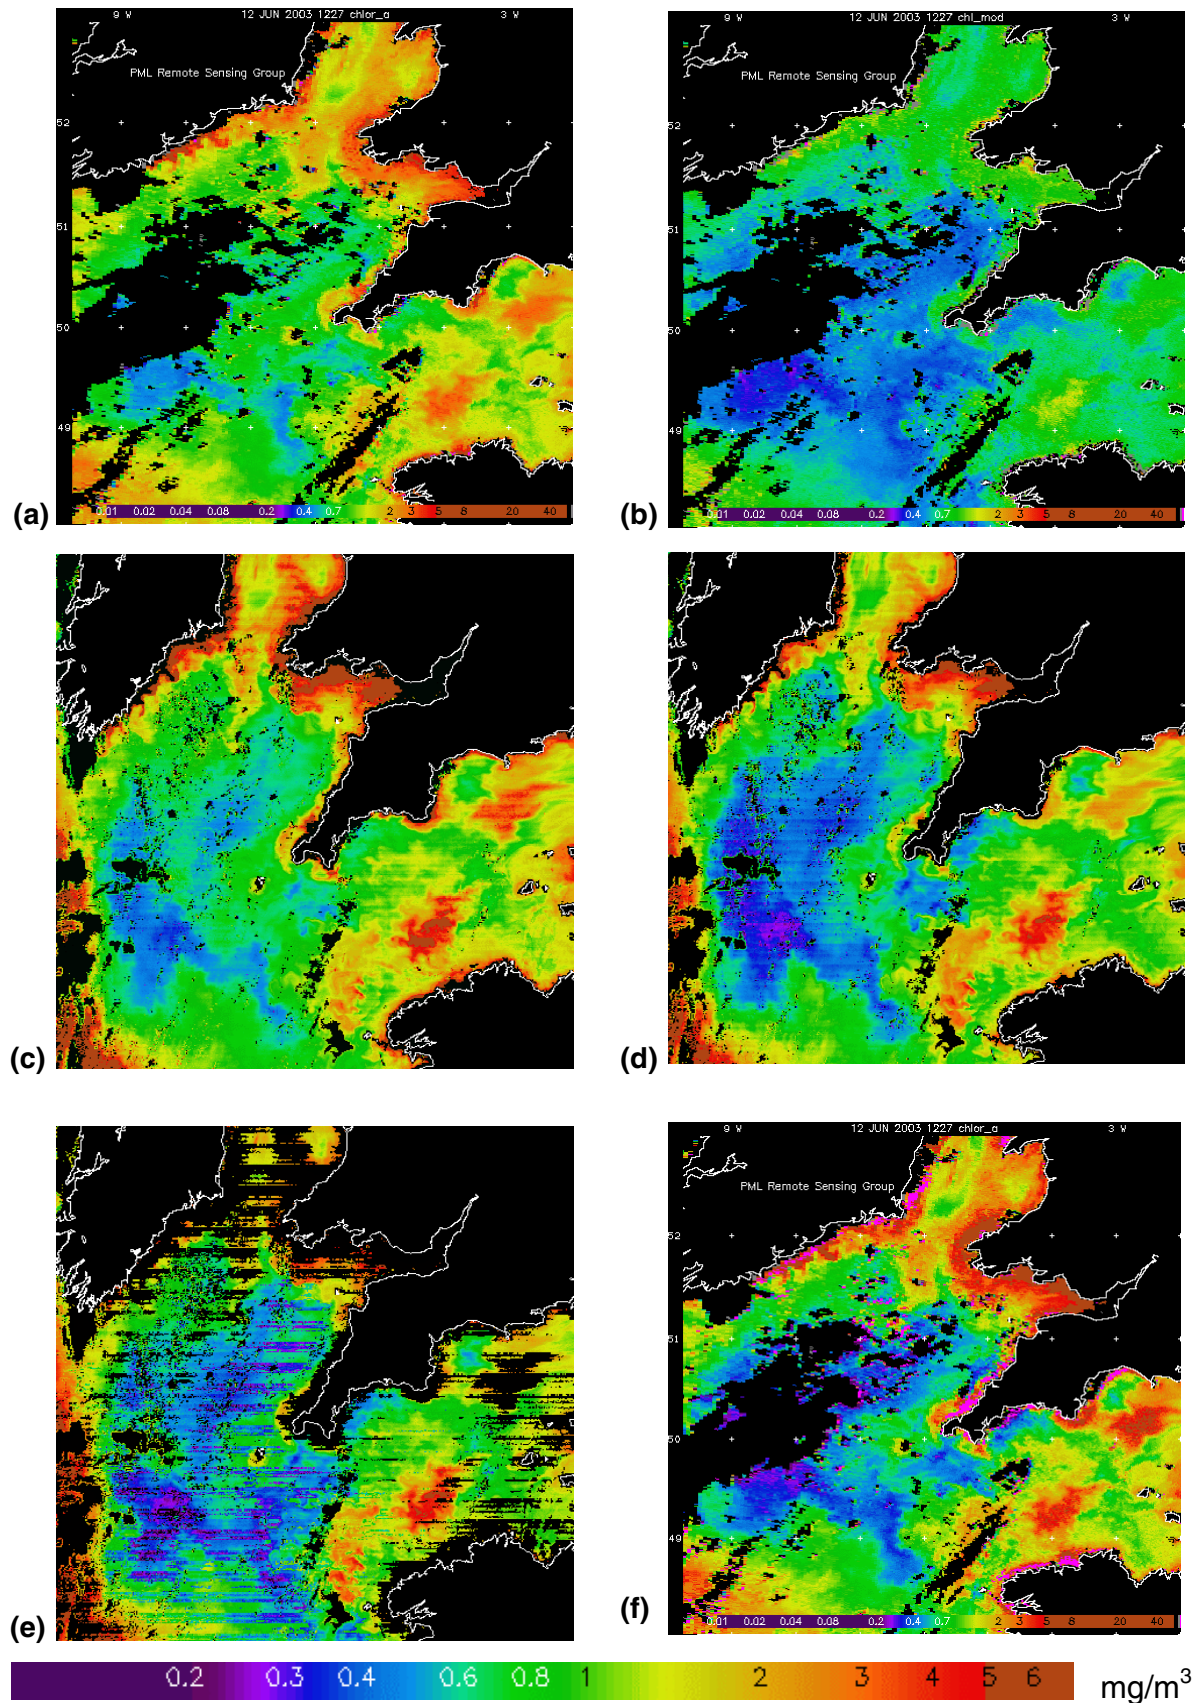 9 W 12 JUN 2003 1227 chlor_a 3 W
PML Remote Sensing Group
52
51
50
49
0.01 0.02 0.04 0.08 0.2 0.4 0.7 2 3 5 8 20 40
(a)
9 W 12 JUN 2003 1227 chl_mod 3 W
PML Remote Sensing Group
52
51
50
49
0.01 0.02 0.04 0.08 0.2 0.4 0.7 2 3 5 8 20 40
(b)
(c)
(d)
(e)
9 W 12 JUN 2003 1227 chlor_a 3 W
PML Remote Sensing Group
52
51
50
49
0.01 0.02 0.04 0.08 0.2 0.4 0.7 2 3 5 8 20 40
(f)
0.2 0.3 0.4 0.6 0.8 1 2 3 4 5 6 mg/m³